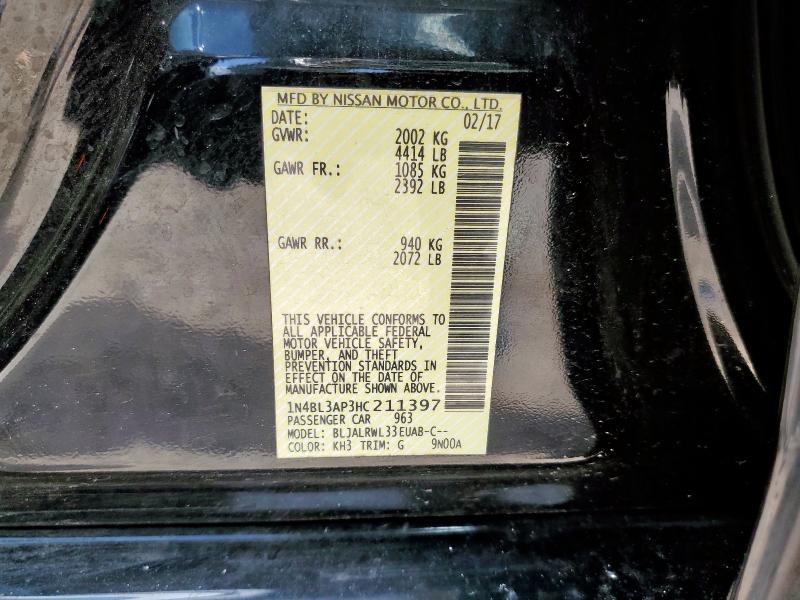 MFD BY NISSAN MOTOR CO., LTD.
DATE: 02/17
GVWR: 2002 KG
4414 LB
GAWR FR.: 1085 KG
2392 LB
GAWR RR.: 940 KG
2072 LB
THIS VEHICLE CONFORMS TO
ALL APPLICABLE FEDERAL
MOTOR VEHICLE SAFETY,
BUMPER, AND THEFT
PREVENTION STANDARDS IN
EFFECT ON THE DATE OF
MANUFACTURE SHOWN ABOVE.
1N4BL3AP3HC211397
PASSENGER CAR 963
MODEL: BLJALRWL33EUAB-C--
COLOR: KH3 TRIM: G 9N00A